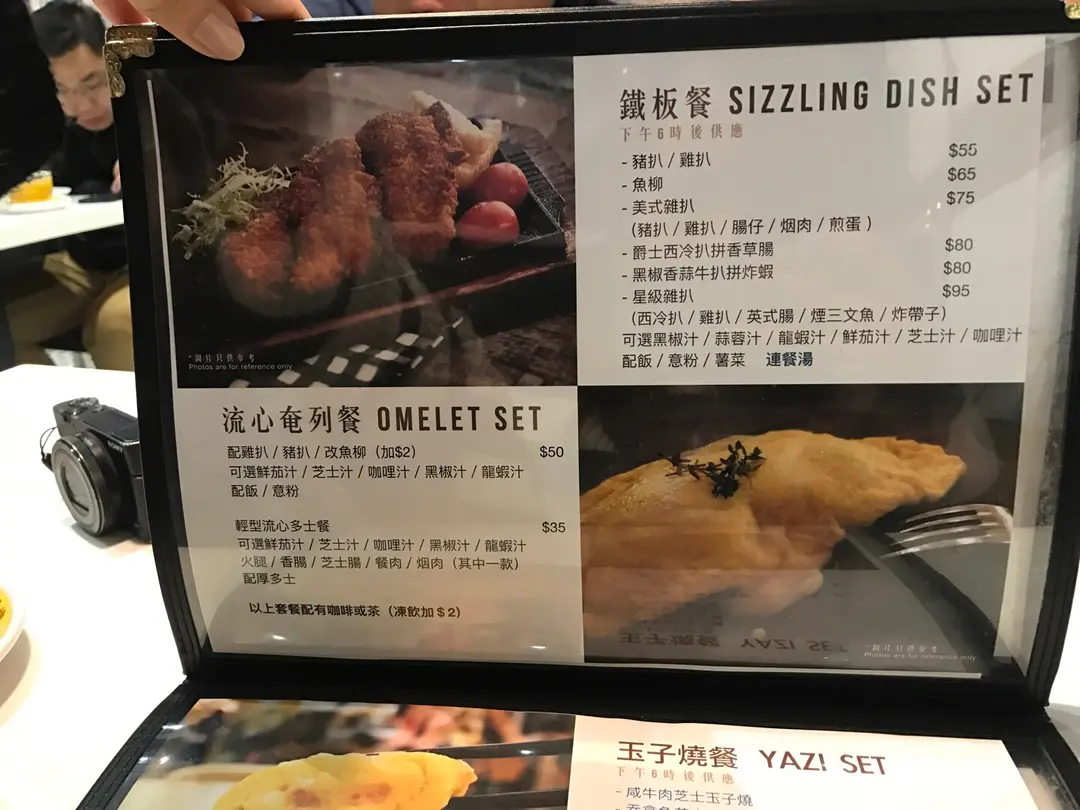 鐵板餐 SIZZLING DISH SET
下午6時後供應
- 豬扒 / 雞扒 $55
- 魚柳 $65
- 美式雜扒 $75
(豬扒 / 雞扒 / 腸仔 / 烟肉 / 煎蛋 )
- 爵士西冷扒拼香草腸 $80
- 黑椒香蒜牛扒拼炸蝦 $80
- 星級雜扒 $95
(西冷扒 / 雞扒 / 英式腸 / 煙三文魚 / 炸帶子)
可選黑椒汁 / 蒜蓉汁 / 龍蝦汁 / 鮮茄汁 / 芝士汁 / 咖喱汁
配飯 / 意粉 / 薯菜 連餐湯
*圖片只供參考
Photos are for reference only
流心奄列餐 OMELET SET
配雞扒 / 豬扒 / 改魚柳（加$2） $50
可選鮮茄汁 / 芝士汁 / 咖喱汁 / 黑椒汁 / 龍蝦汁
配飯 / 意粉
輕型流心多士餐 $35
可選鮮茄汁 / 芝士汁 / 咖喱汁 / 黑椒汁 / 龍蝦汁
火腿 / 香腸 / 芝士腸 / 餐肉 / 烟肉（其中一款）
配厚多士
以上套餐配有咖啡或茶（凍飲加 $ 2）
*圖片只供參考
Photos are for reference only
玉子燒餐 YAZ! SET
下午6時後供應
- 咸牛肉芝士玉子燒